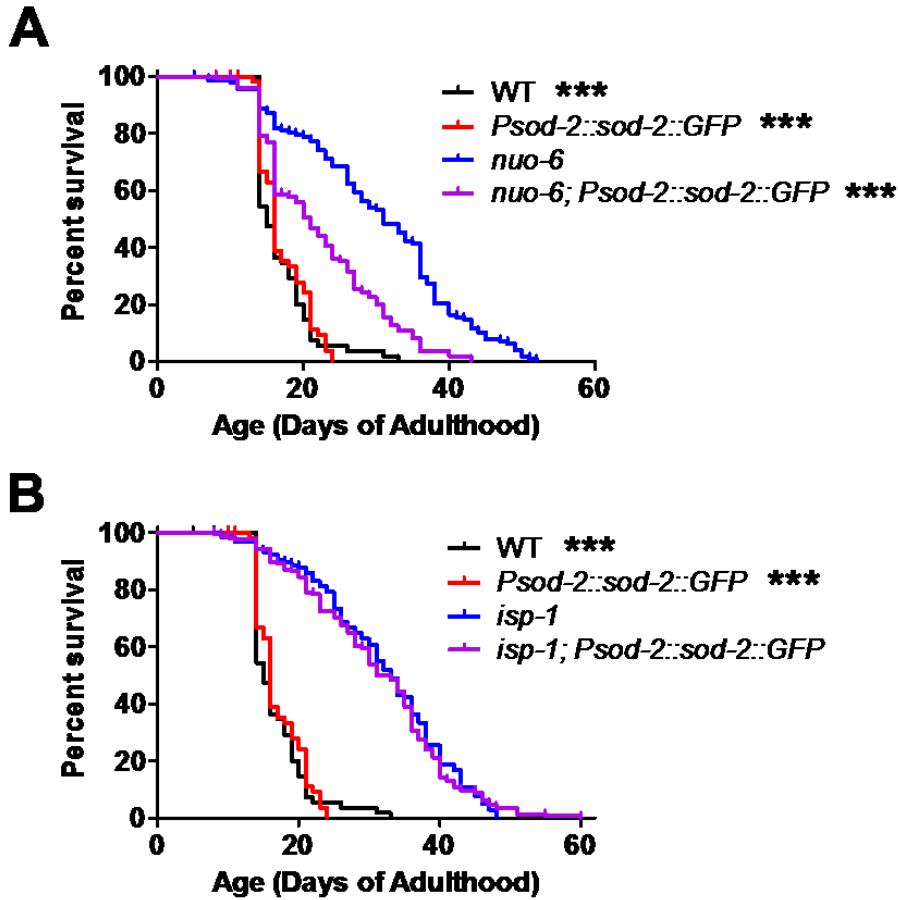 A
Percent survival
100
80
60
40
20
0
0 20 40 60
Age (Days of Adulthood)
WT ***
Psod-2::sod-2::GFP ***
nuo-6
nuo-6; Psod-2::sod-2::GFP ***
B
Percent survival
100
80
60
40
20
0
0 20 40 60
Age (Days of Adulthood)
WT ***
Psod-2::sod-2::GFP ***
isp-1
isp-1; Psod-2::sod-2::GFP